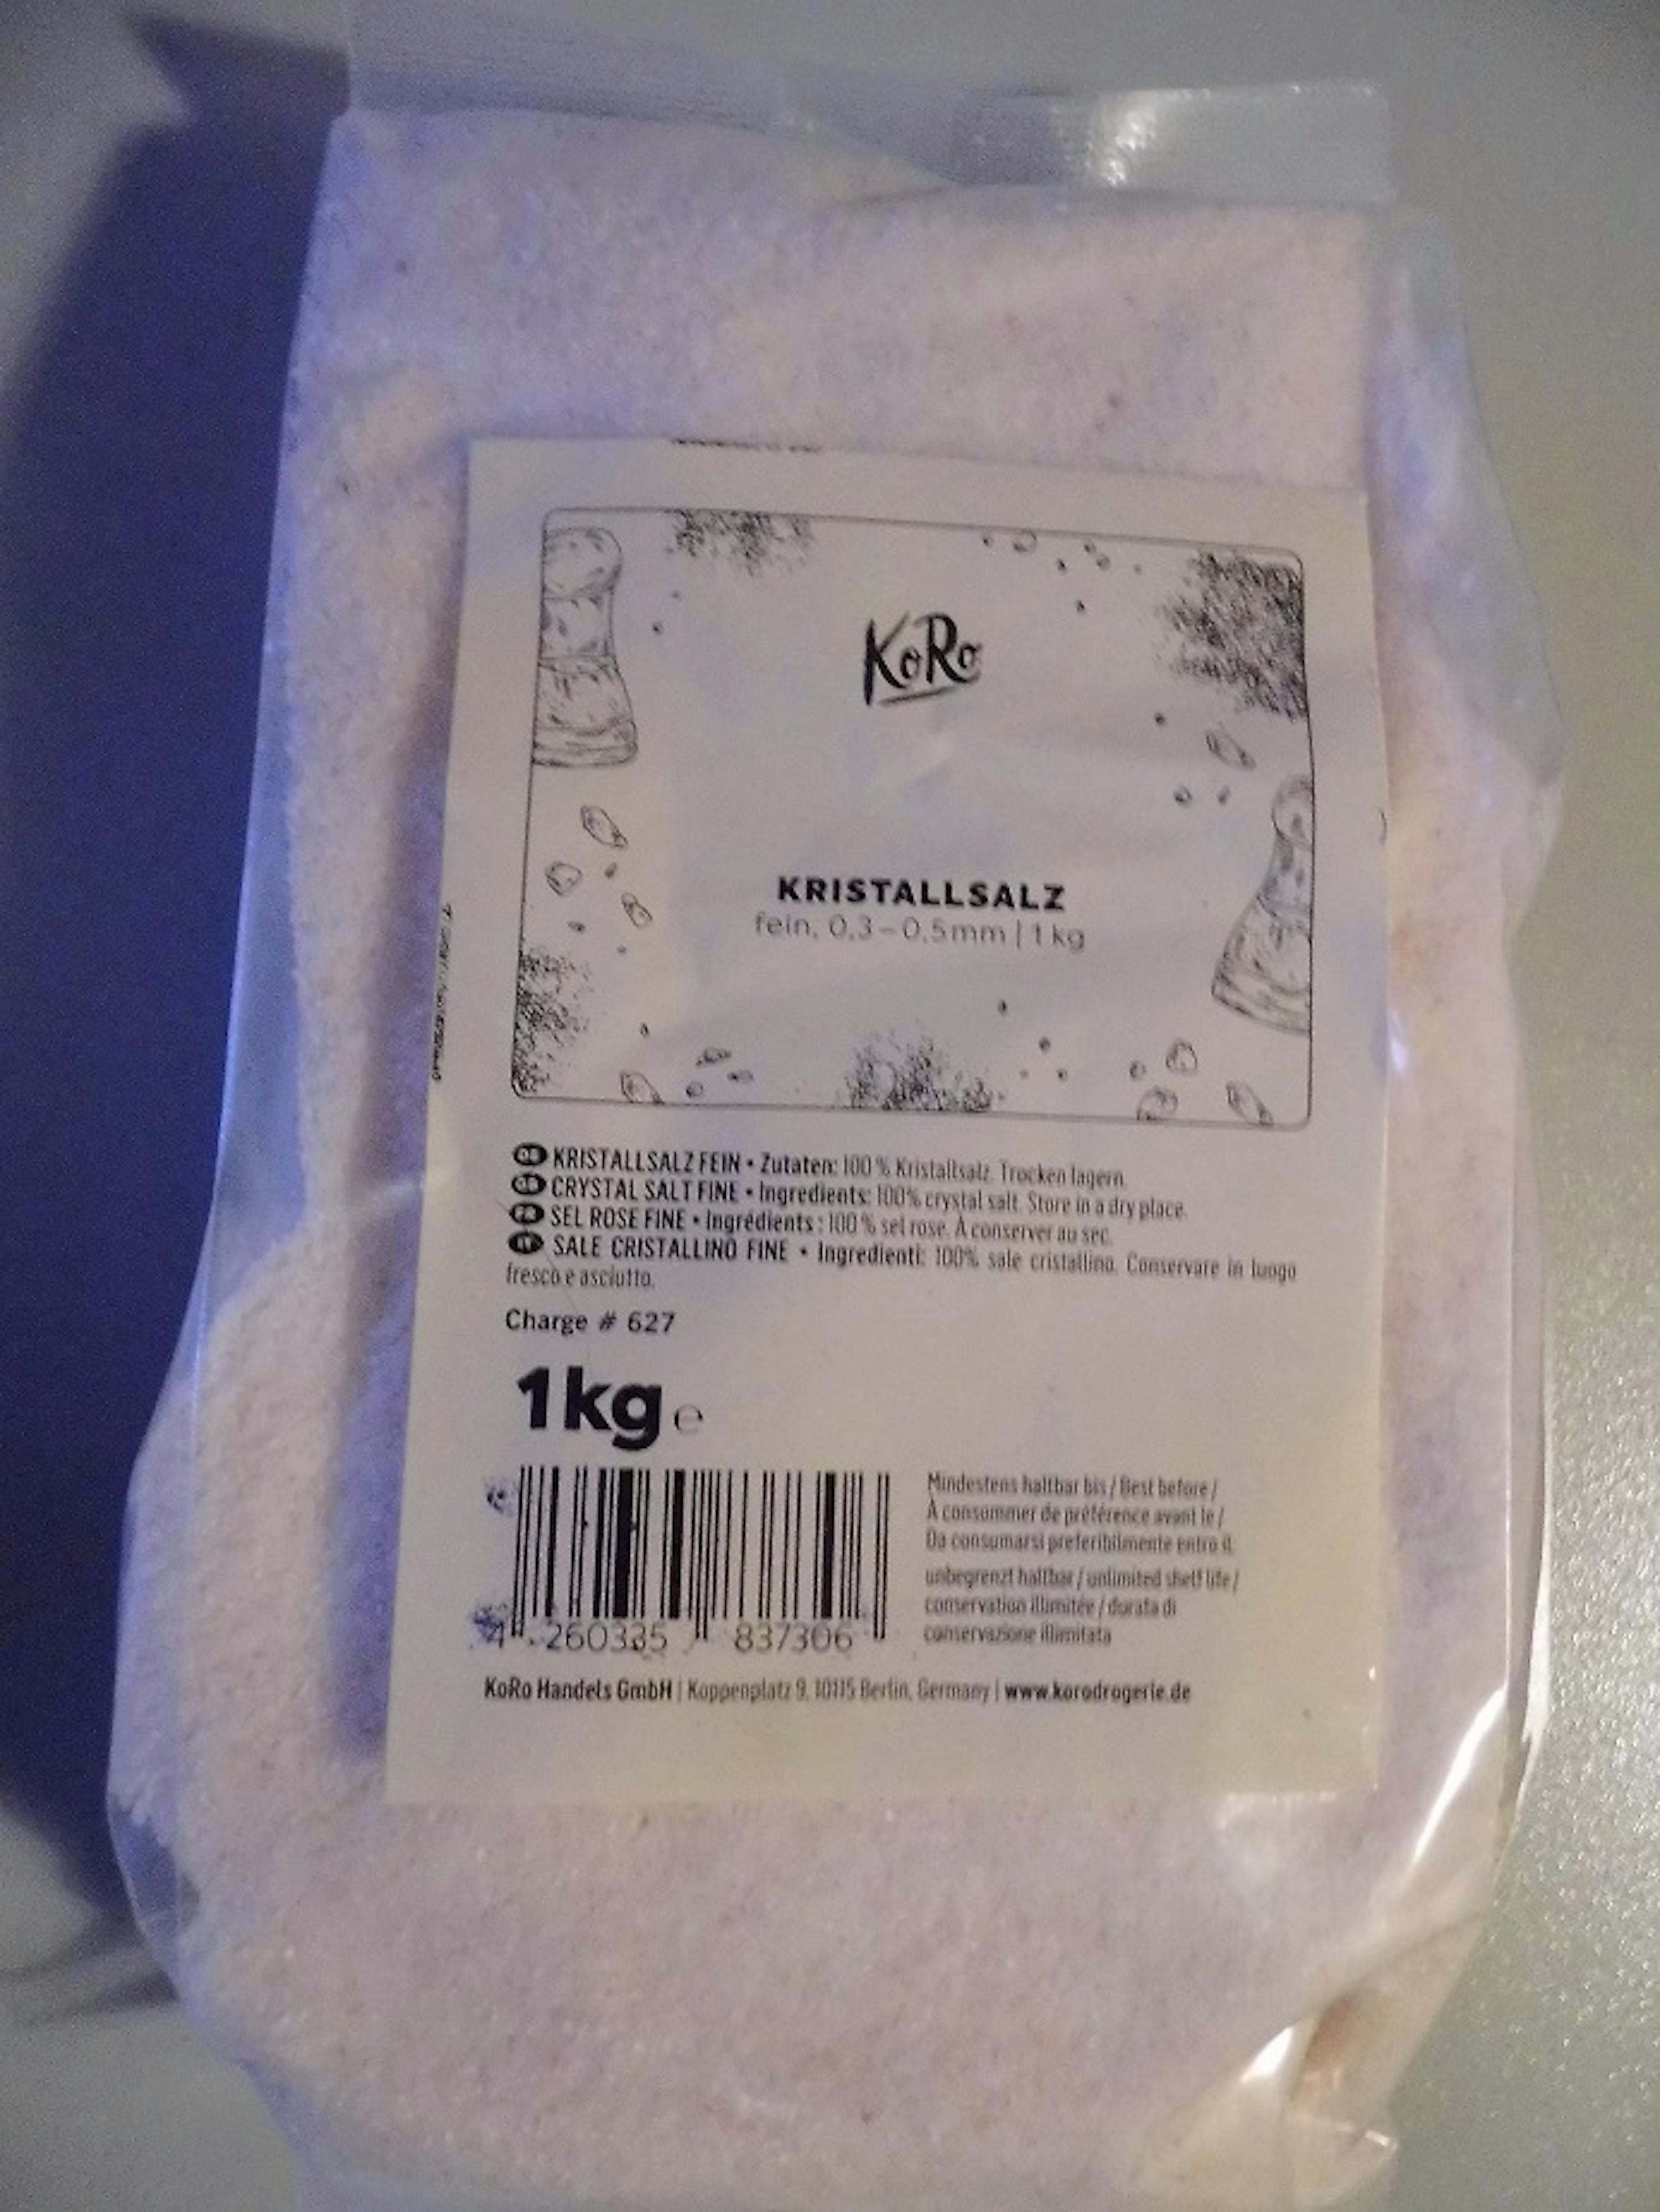 KoRo
KRISTALLSALZ
fein, 0,3–0,5mm | 1 kg
DE KRISTALLSALZ FEIN • Zutaten: 100 % Kristallsalz. Trocken lagern.
CRYSTAL SALT FINE • Ingredients: 100% crystal salt. Store in a dry place.
FR SEL ROSE FINE • Ingrédients : 100 % sel rose. À conserver au sec.
IT SALE CRISTALLINO FINE • Ingredienti: 100% sale cristallino. Conservare in luogo
fresco e asciutto.
Charge # 627
1kg e
Mindestens haltbar bis / Best before /
À consommer de préférence avant le /
Da consumarsi preferibilmente entro il:
unbegrenzt haltbar / unlimited shelf life /
conservation illimitée / durata di
conservazione illimitata
4 260335 837306
KoRo Handels GmbH | Koppenplatz 9, 10115 Berlin, Germany | www.korodrogerie.de